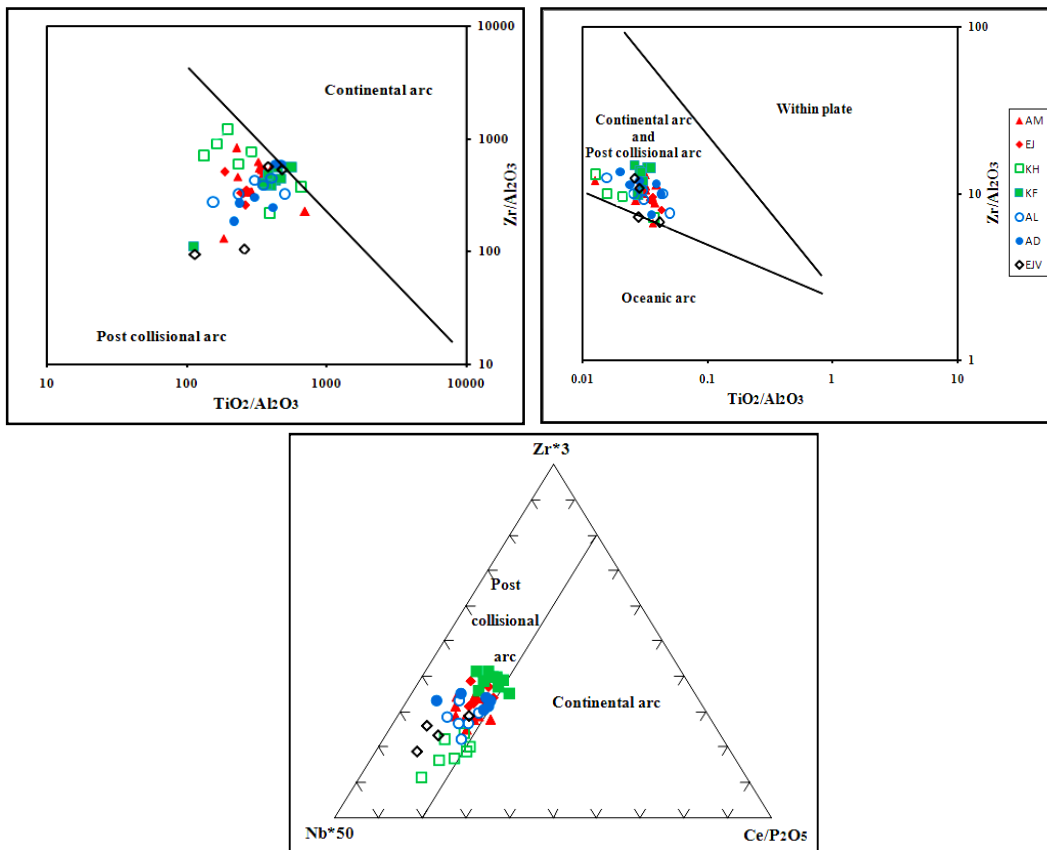 10000
Continental arc
1000
Zr/Al2O3
100
Post collisional arc
10
10 100 1000 10000
TiO2/Al2O3
100
Within plate
Continental arc
and
Post collisional arc
10
Zr/Al2O3
Oceanic arc
1
0.01 0.1 1 10
TiO2/Al2O3
AM
EJ
KH
KF
AL
AD
EJV
Zr*3
Post
collisional
arc
Continental arc
Nb*50
Ce/P2O5